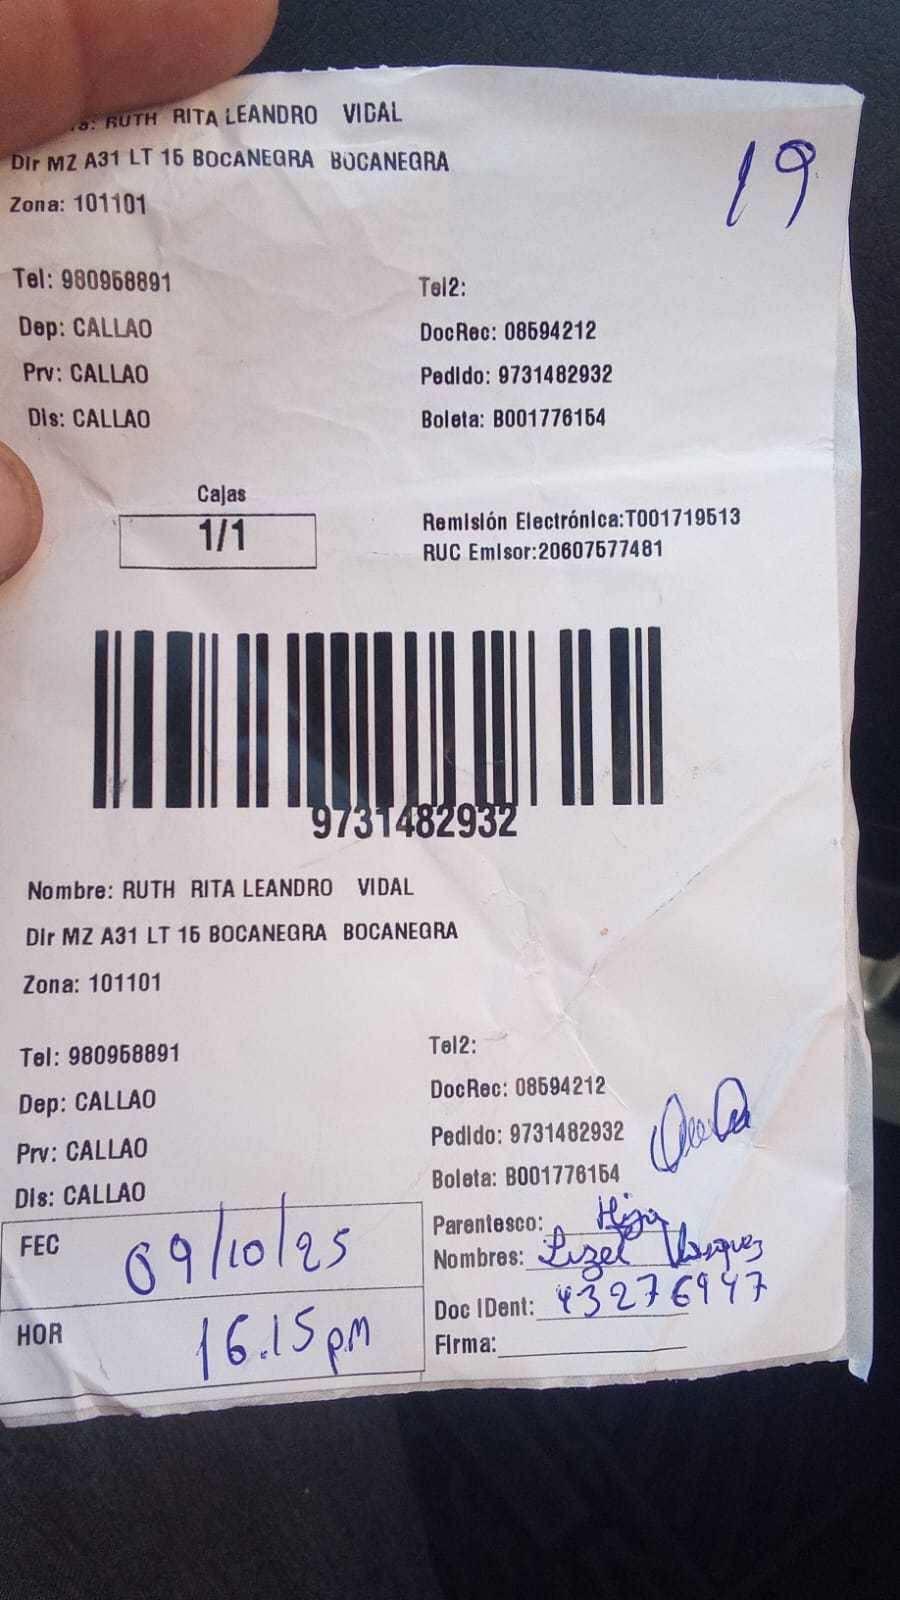 RUTH RITA LEANDRO VIDAL
Dir MZ A31 LT 15 BOCANEGRA BOCANEGRA
19
Zona: 101101
Tel: 980958891
Tel2:
Dep: CALLAO
DocRec: 08594212
Prv: CALLAO
Pedido: 9731482932
Dis: CALLAO
Boleta: B001776154
Cajas
1/1
Remisión Electrónica:T001719513
RUC Emisor:20607577481
9731482932
Nombre: RUTH RITA LEANDRO VIDAL
Dir MZ A31 LT 15 BOCANEGRA BOCANEGRA
Zona: 101101
Tel: 980958891
Tel2:
Dep: CALLAO
DocRec: 08594212
Prv: CALLAO
Pedido: 9731482932
Dis: CALLAO
Boleta: B001776154
FEC 09/10/25
Parentesco: Hija
Nombres: Lizel Vasquez
HOR 16.15 pm
Doc IDent: 43276947
Firma: